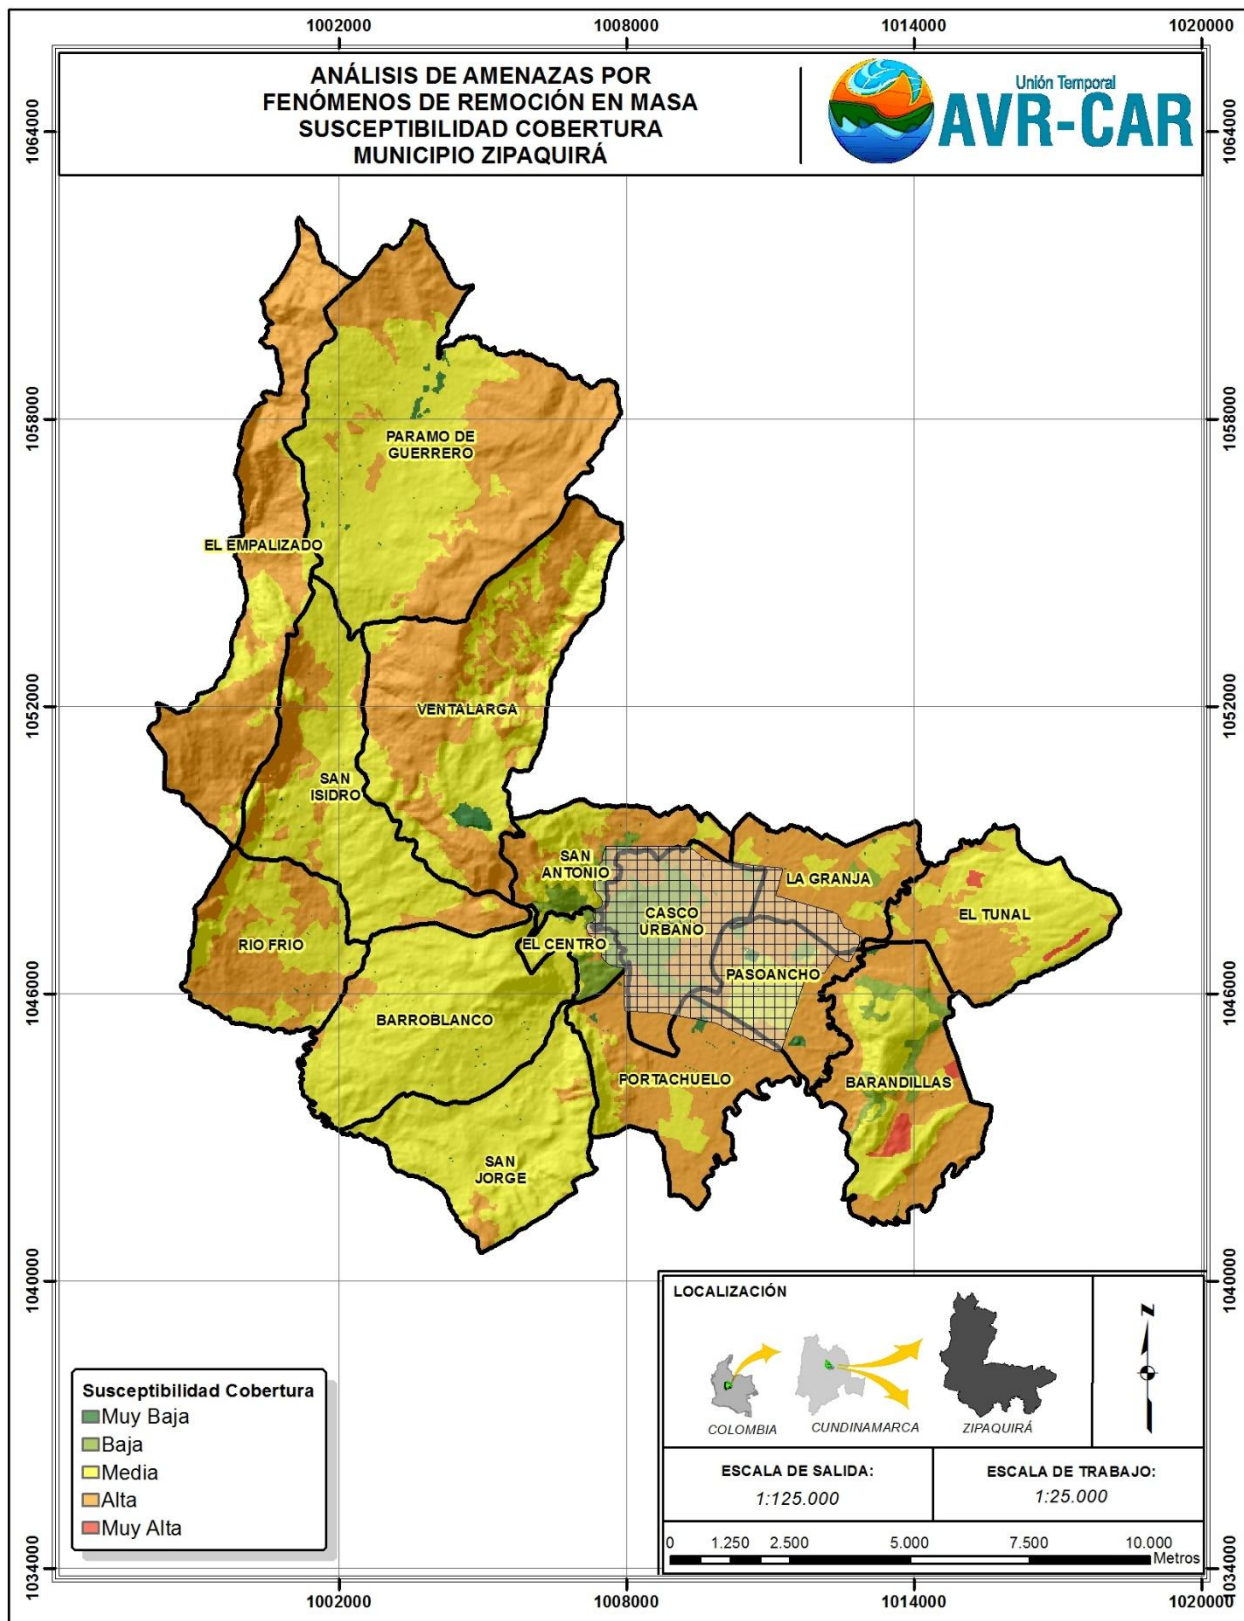 1002000 1008000 1014000 1020000
ANÁLISIS DE AMENAZAS POR
FENÓMENOS DE REMOCIÓN EN MASA
SUSCEPTIBILIDAD COBERTURA
MUNICIPIO ZIPAQUIRÁ
Unión Temporal
AVR-CAR
1064000 1064000
1058000 1058000
PARAMO DE
GUERRERO
EL EMPALIZADO
1052000 1052000
VENTALARGA
SAN
ISIDRO
SAN
ANTONIO
LA GRANJA
CASCO
URBANO
EL TUNAL
RIO FRIO
EL CENTRO
PASOANCHO
1046000 1046000
BARROBLANCO
PORTACHUELO
BARANDILLAS
SAN
JORGE
1040000 1040000
LOCALIZACIÓN
N
COLOMBIA
CUNDINAMARCA
ZIPAQUIRÁ
Susceptibilidad Cobertura
Muy Baja
Baja
Media
Alta
Muy Alta
ESCALA DE SALIDA:
1:125.000
ESCALA DE TRABAJO:
1:25.000
0 1.250 2.500 5.000 7.500 10.000
Metros
1034000 1034000
1002000 1008000 1014000 1020000